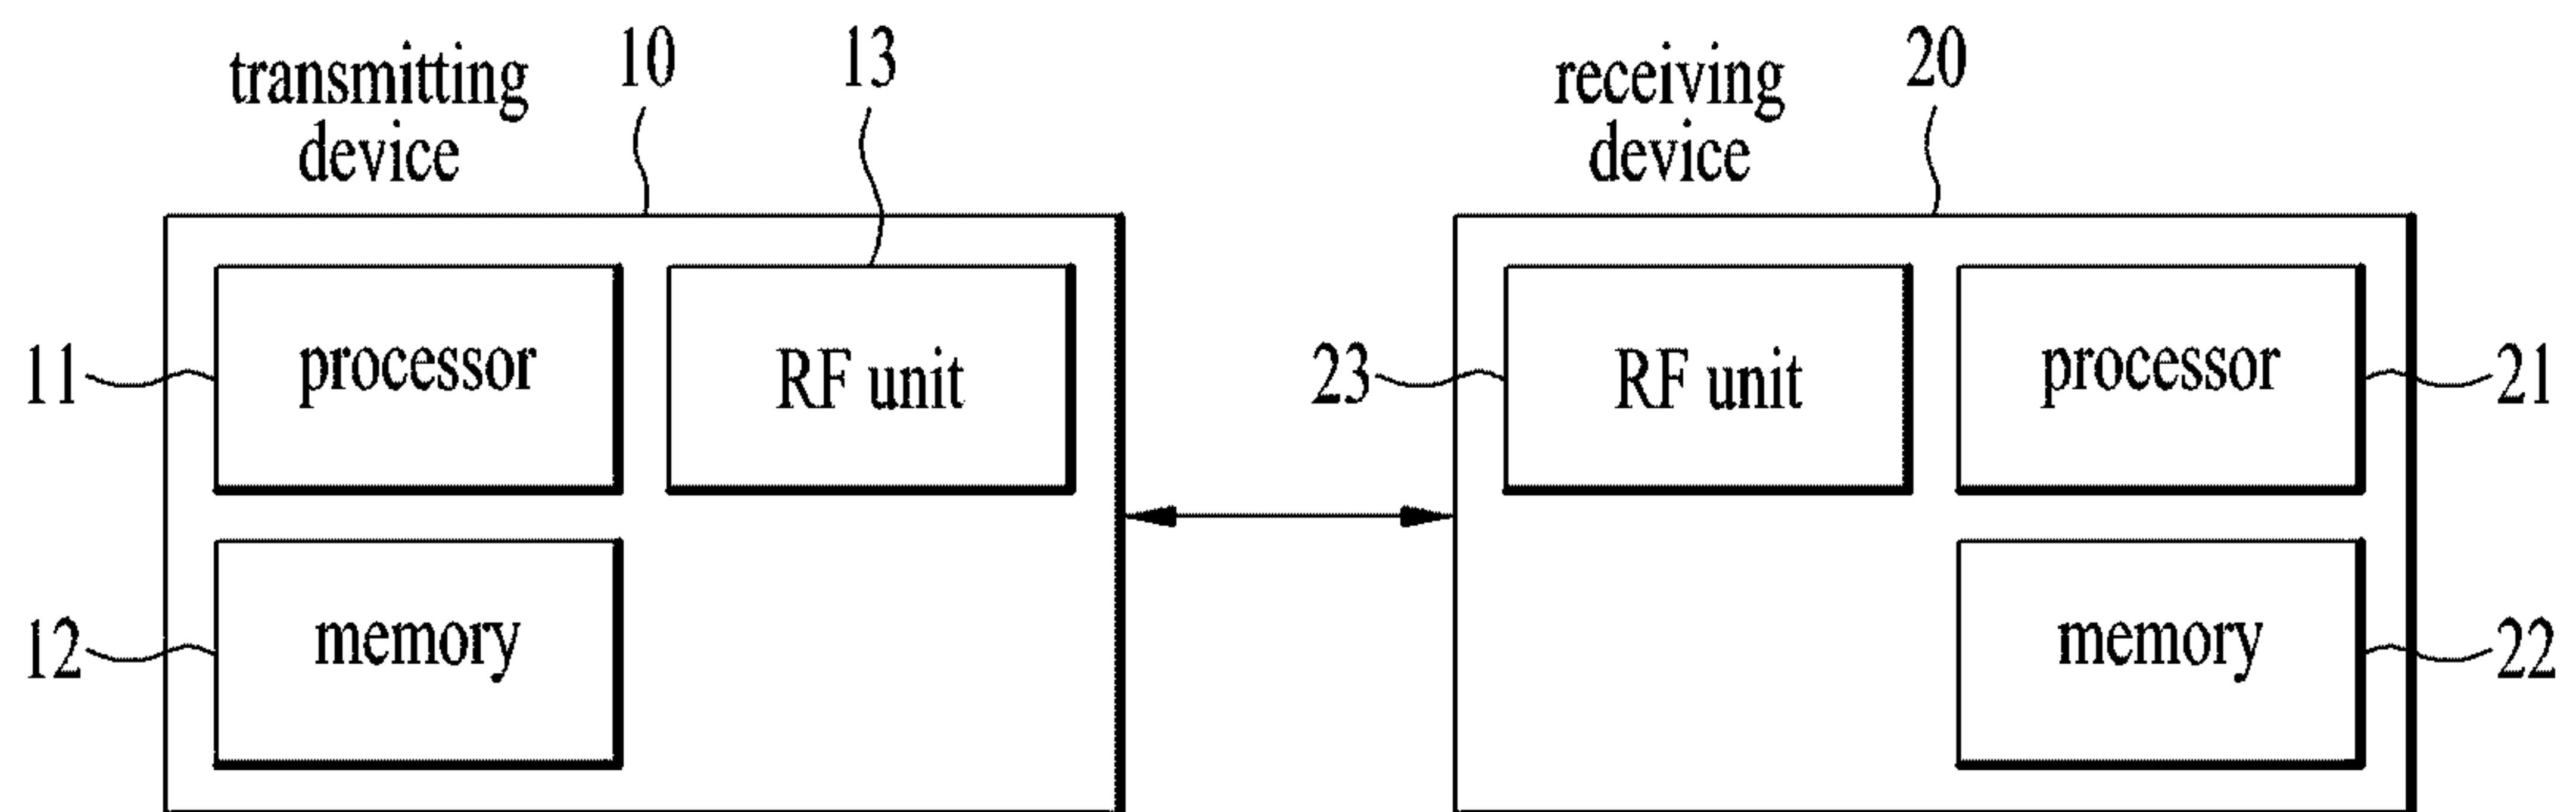 transmitting
device
10
13
receiving
device
20
11
processor
RF unit
23
RF unit
processor
21
12
memory
memory
22